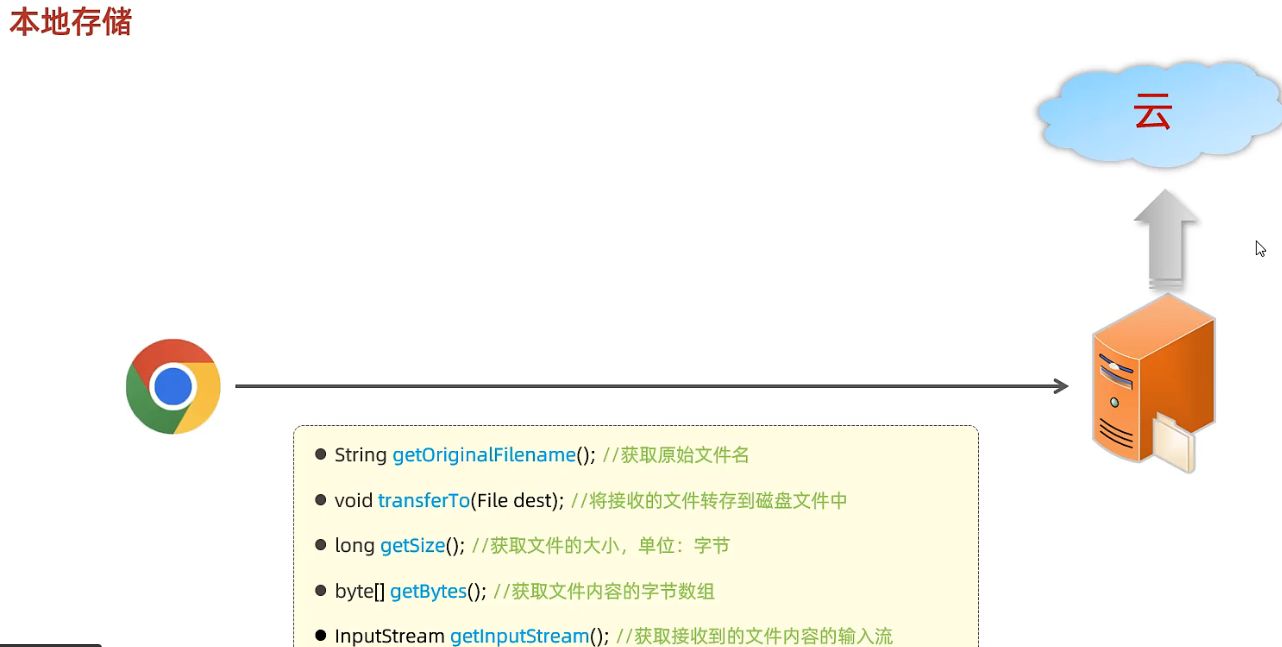 本地存储
云
String getOriginalFilename(); //获取原始文件名
void transferTo(File dest); //将接收的文件转存到磁盘文件中
long getSize(); //获取文件的大小，单位：字节
byte[] getBytes(); //获取文件内容的字节数组
InputStream getInputStream(); //获取接收到的文件内容的输入流